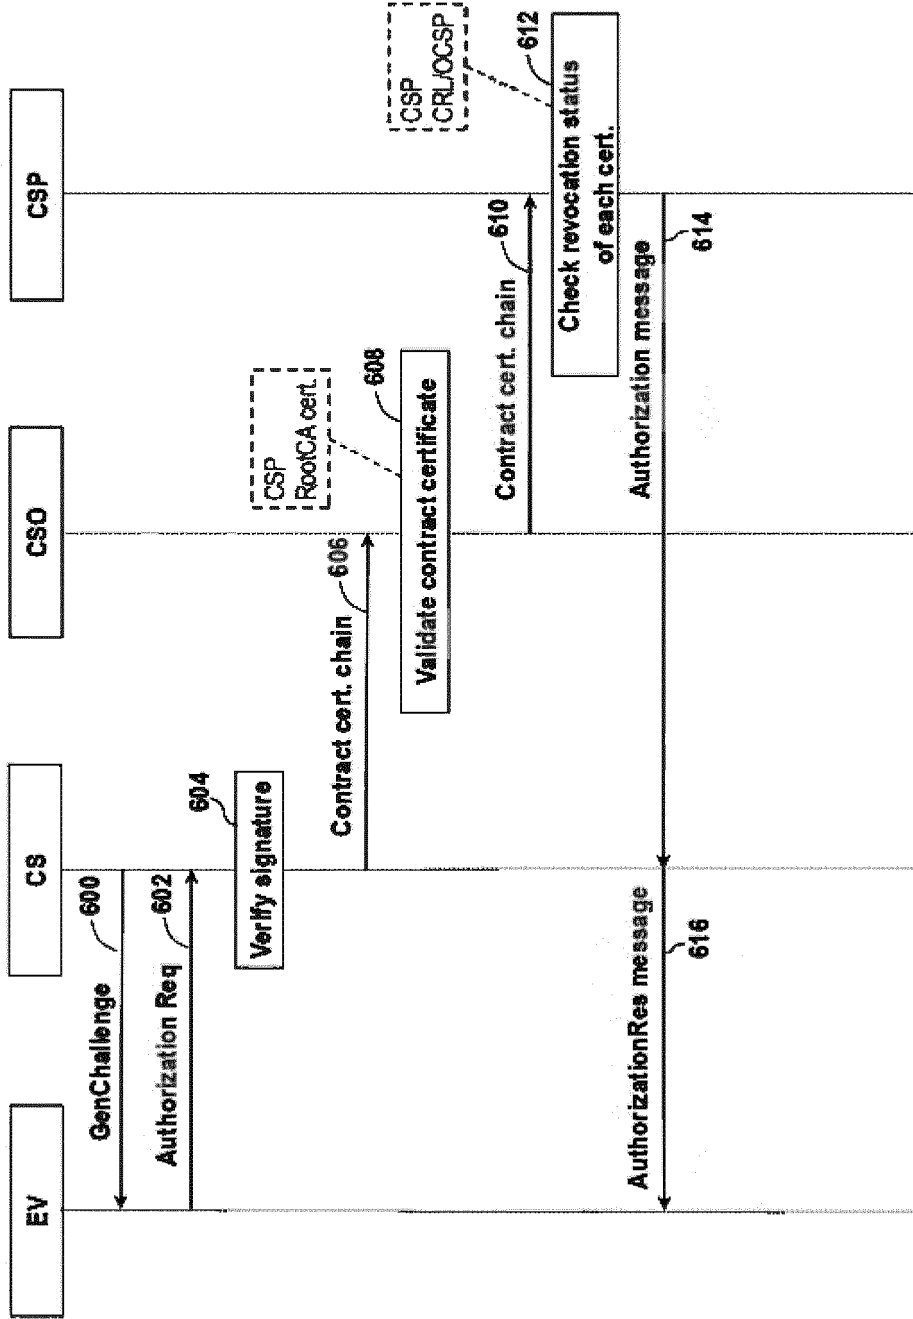 EV
CS
CSO
CSP
GenChallenge
600
Authorization Req
602
604
Verify signature
Contract cert. chain
606
CSP
RootCA cert.
608
Validate contract certificate
Contract cert. chain
610
CSP
CRL/OCSP
612
Check revocation status
of each cert.
Authorization message
614
AuthorizationRes message
616